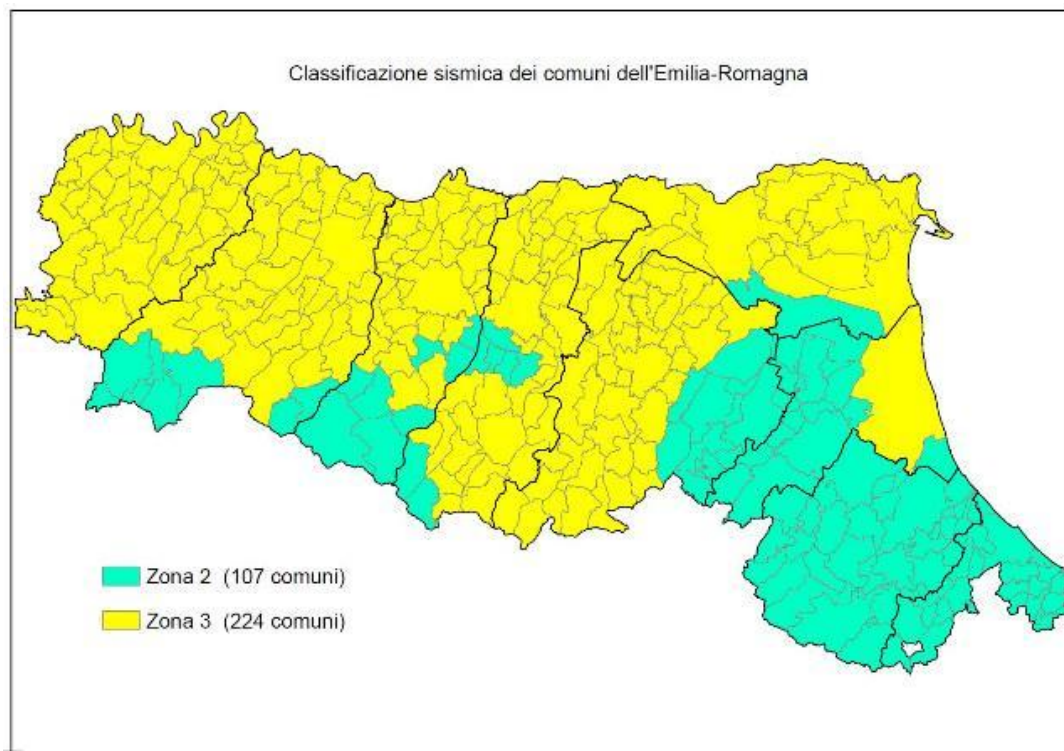 Classificazione sismica dei comuni dell'Emilia-Romagna
Zona 2 (107 comuni)
Zona 3 (224 comuni)